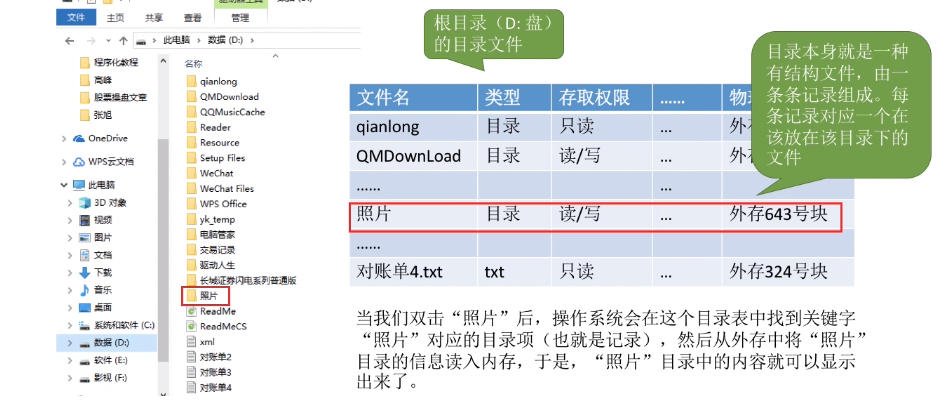 文件
主页
共享
查看
管理
此电脑 > 数据 (D:) >
程序化教程
高峰
股票操盘文章
张旭
OneDrive
WPS云文档
此电脑
3D 对象
视频
图片
文档
下载
音乐
桌面
系统和软件 (C:)
数据 (D:)
软件 (E:)
影视 (F:)
名称
qianlong
QMDownload
QQMusicCache
Reader
Resource
Setup Files
WeChat
WeChat Files
WPS Office
yk_temp
电脑管家
交易记录
驱动人生
长城证券闪电系列普通版
照片
ReadMe
ReadMeCS
xml
对账单2
对账单3
对账单4
根目录（D: 盘）
的目录文件
目录本身就是一种
有结构文件，由一
条条记录组成。每
条记录对应一个在
该放在该目录下的
文件
文件名 类型 存取权限 …… 物
qianlong 目录 只读 ... 外
QMDownLoad 目录 读/写 ... 外
…… ...
照片 目录 读/写 ... 外存643号块
……
对账单4.txt txt 只读 ... 外存324号块
当我们双击“照片”后，操作系统会在这个目录表中找到关键字
“照片”对应的目录项（也就是记录），然后从外存中将“照片”
目录的信息读入内存，于是，“照片”目录中的内容就可以显示
出来了。